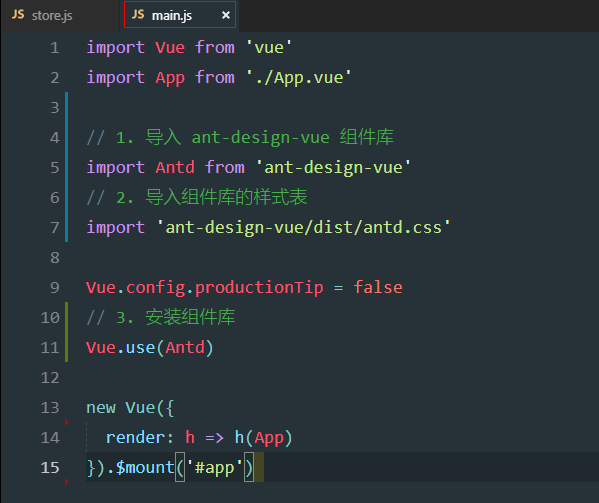 JS store.js JS main.js ×
1 import Vue from 'vue'
2 import App from './App.vue'
3
4 // 1. 导入 ant-design-vue 组件库
5 import Antd from 'ant-design-vue'
6 // 2. 导入组件库的样式表
7 import 'ant-design-vue/dist/antd.css'
8
9 Vue.config.productionTip = false
10 // 3. 安装组件库
11 Vue.use(Antd)
12
13 new Vue({
14   render: h => h(App)
15 }).$mount('#app')